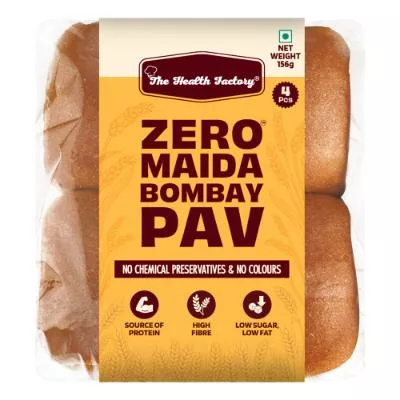 The Health Factory®
NET
WEIGHT
156g
4
Pcs
ZERO™
MAIDA
BOMBAY
PAV
NO CHEMICAL PRESERVATIVES & NO COLOURS
SOURCE OF
PROTEIN
HIGH
FIBRE
LOW SUGAR,
LOW FAT